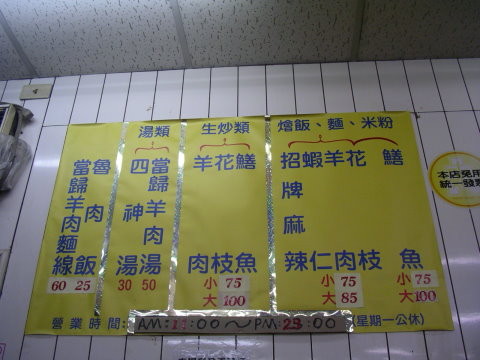 湯類
生炒類
燴飯、麵、米粉
魯肉飯 25
當歸羊肉麵線 60
當歸羊肉湯 50
四神湯 30
鱔魚
花枝
羊肉
小 75
大 100
鱔魚
小 75
大 100
花枝
羊肉
蝦仁
小 75
大 85
招牌麻辣
營業時間: AM:11:00~PM:23:00 (星期一公休)
本店免用
統一發票